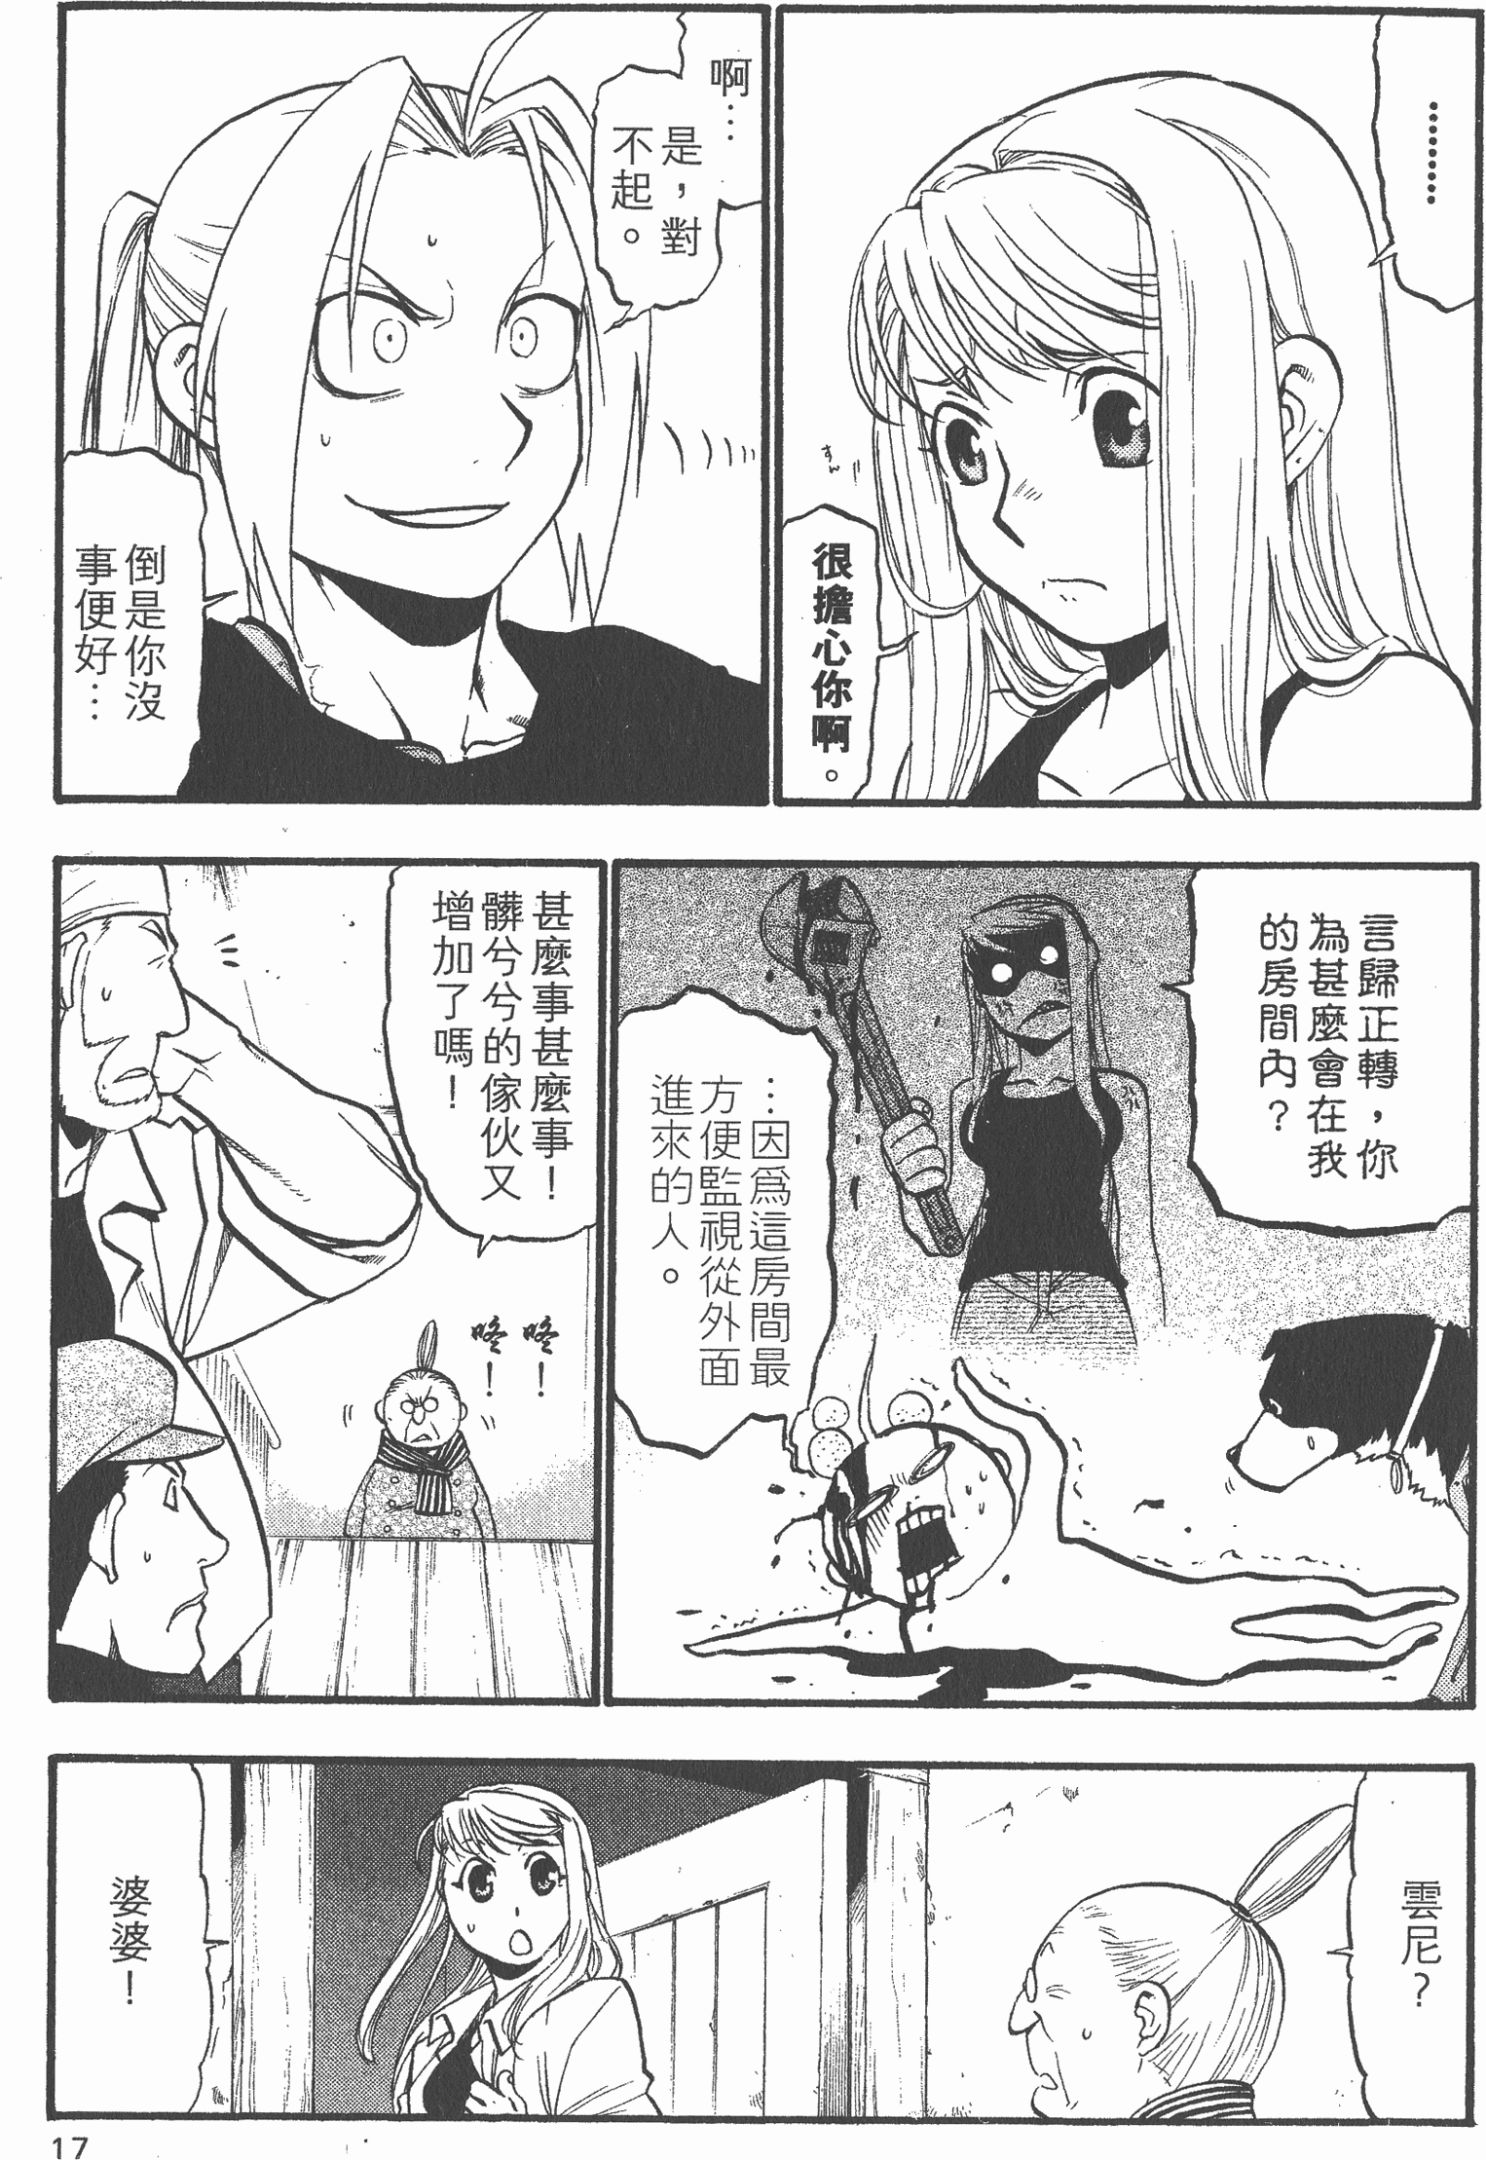 ………
很擔心你啊。
すん
啊…
是，對
不起。
倒是你沒
事便好…
言歸正轉，你
為甚麼會在我
的房間內？
…因爲這房間最
方便監視從外面
進來的人。
甚麼事甚麼事！
髒兮兮的傢伙又
增加了嗎！
咚！
咚！
雲尼？
婆婆！
17